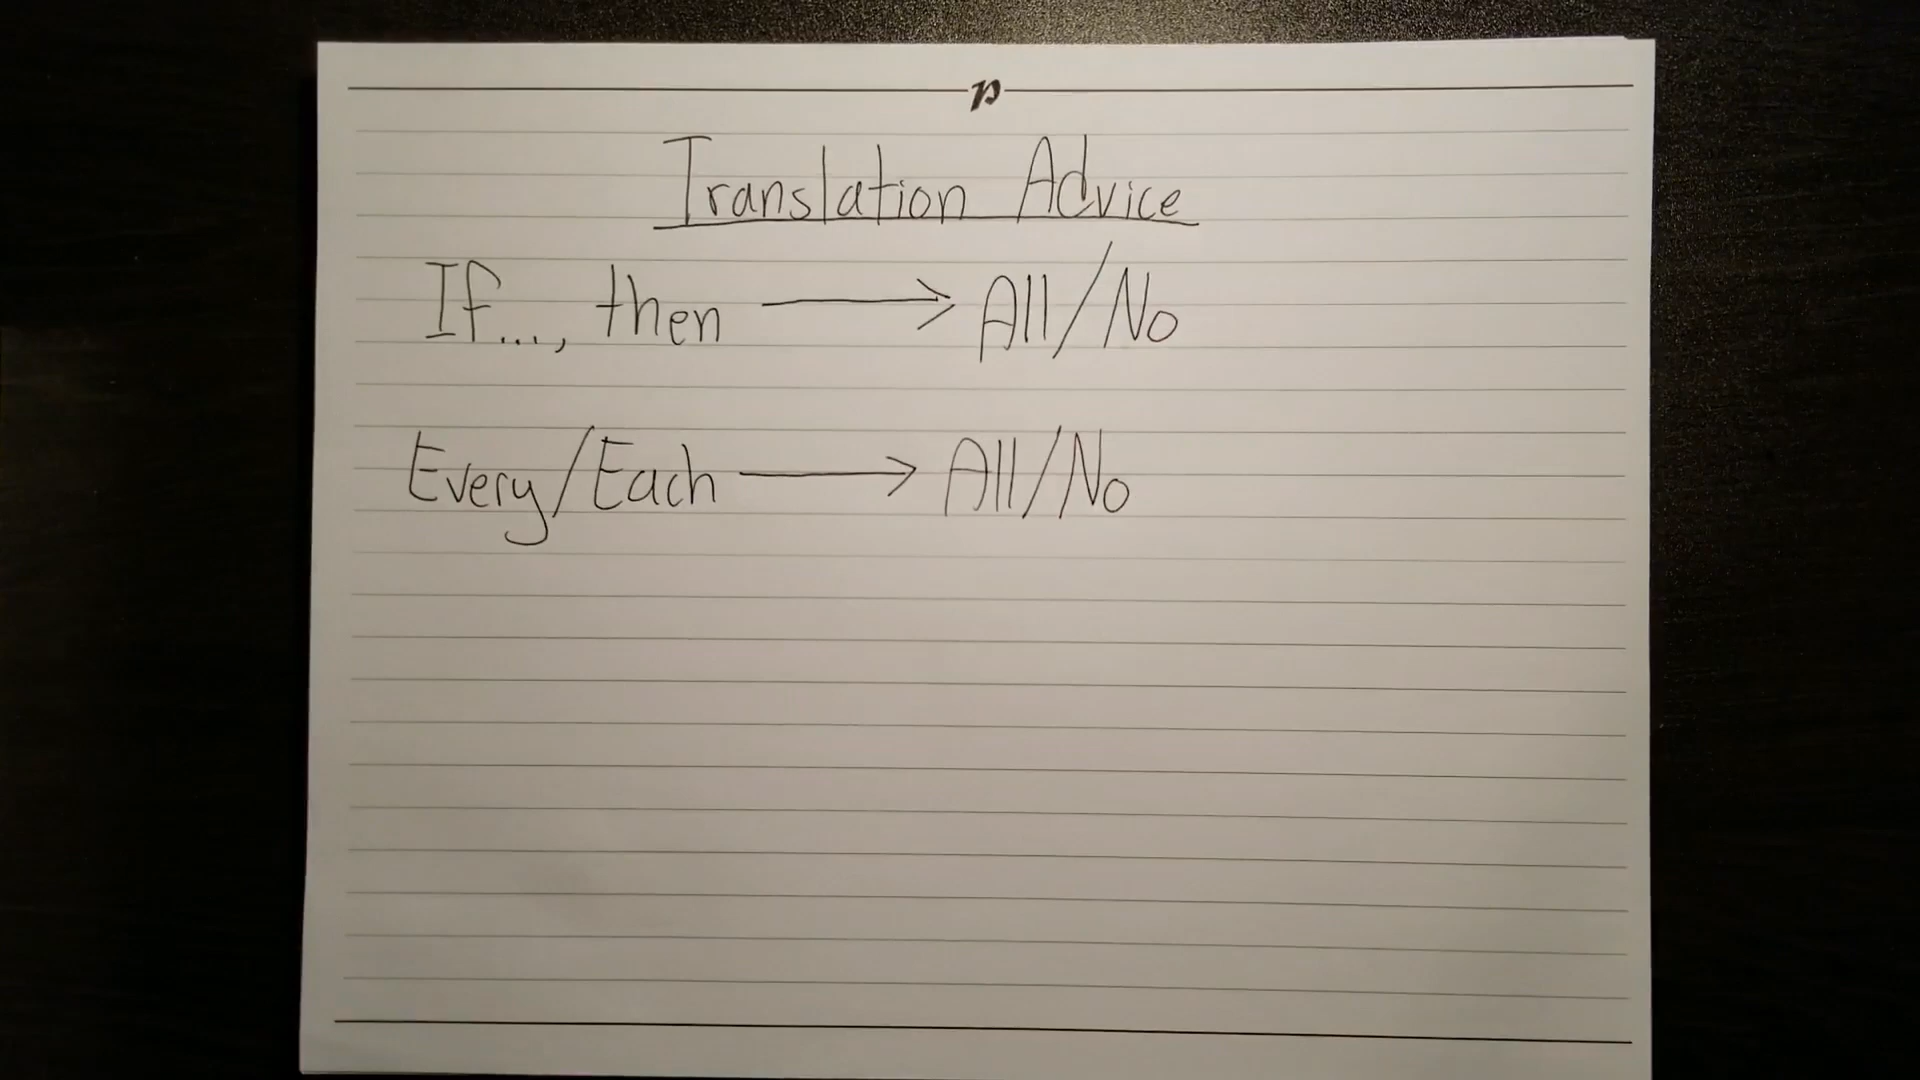 Translation Advice
If..., then → All/No
Every/Each → All/No